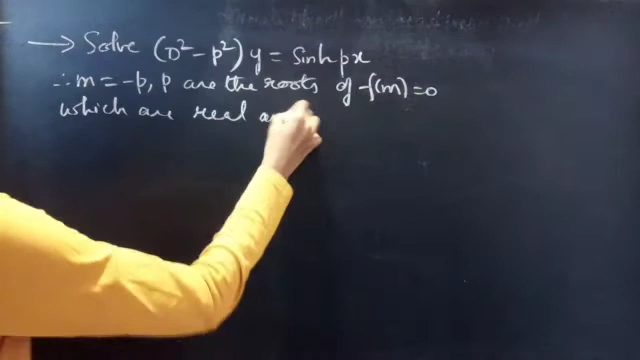 → Solve (D² - p²) y = Sinh px
∴ m = -p, p are the roots of f(m) = 0
which are real